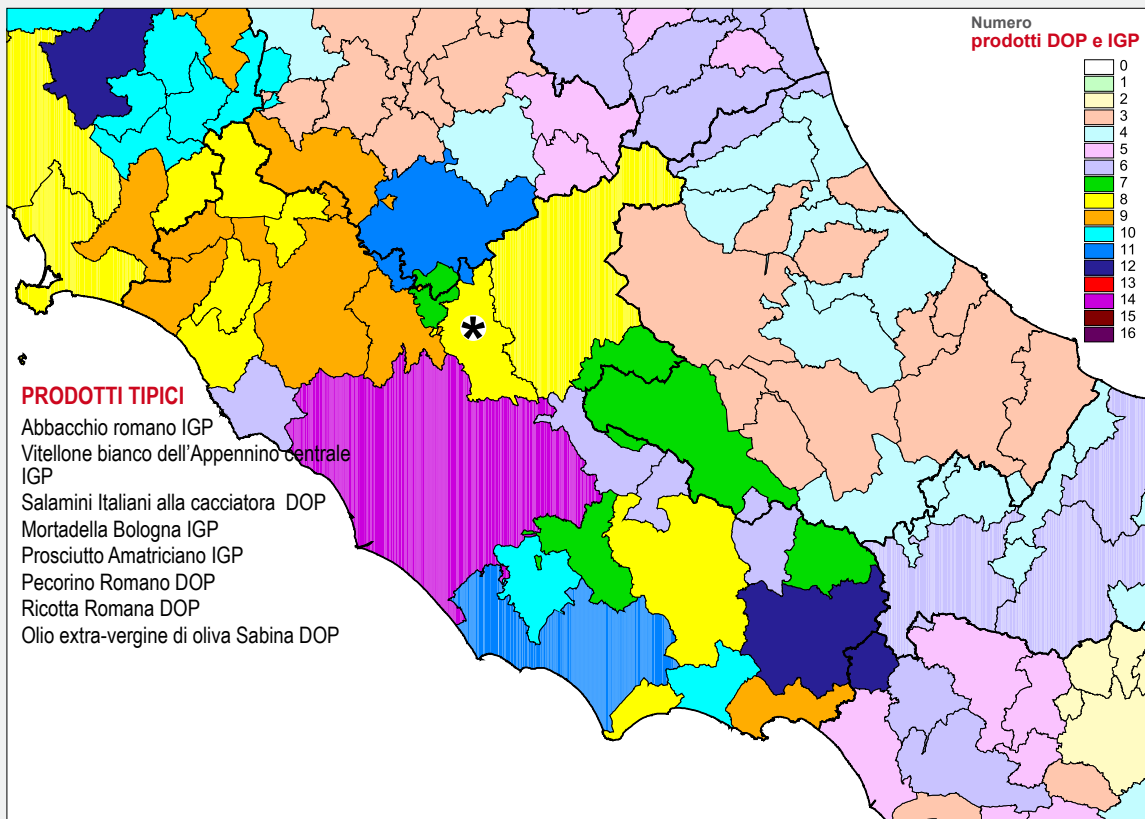 Numero
prodotti DOP e IGP
0
1
2
3
4
5
6
7
8
9
10
11
12
13
14
15
16
*
PRODOTTI TIPICI
Abbacchio romano IGP
Vitellone bianco dell'Appennino centrale
IGP
Salamini Italiani alla cacciatora DOP
Mortadella Bologna IGP
Prosciutto Amatriciano IGP
Pecorino Romano DOP
Ricotta Romana DOP
Olio extra-vergine di oliva Sabina DOP